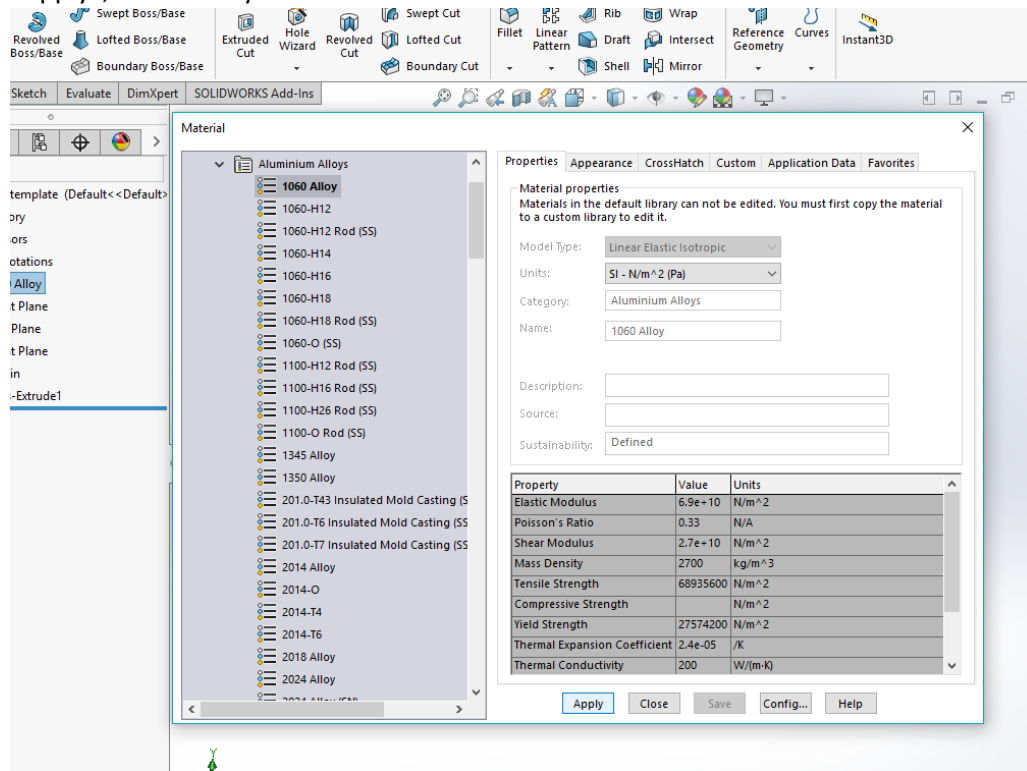 Swept Boss/Base
Revolved Boss/Base
Lofted Boss/Base
Boundary Boss/Base
Extruded Cut
Hole Wizard
Revolved Cut
Swept Cut
Lofted Cut
Boundary Cut
Fillet
Linear Pattern
Rib
Draft
Shell
Wrap
Intersect
Mirror
Reference Geometry
Curves
Instant3D
Sketch
Evaluate
DimXpert
SOLIDWORKS Add-Ins
template (Default<<Default>
ory
ors
otations
Alloy
t Plane
Plane
t Plane
in
-Extrude1
Material
Aluminium Alloys
1060 Alloy
1060-H12
1060-H12 Rod (SS)
1060-H14
1060-H16
1060-H18
1060-H18 Rod (SS)
1060-O (SS)
1100-H12 Rod (SS)
1100-H16 Rod (SS)
1100-H26 Rod (SS)
1100-O Rod (SS)
1345 Alloy
1350 Alloy
201.0-T43 Insulated Mold Casting (S
201.0-T6 Insulated Mold Casting (SS
201.0-T7 Insulated Mold Casting (SS
2014 Alloy
2014-O
2014-T4
2014-T6
2018 Alloy
2024 Alloy
Properties Appearance CrossHatch Custom Application Data Favorites
Material properties
Materials in the default library can not be edited. You must first copy the material
to a custom library to edit it.
Model Type: Linear Elastic Isotropic
Units: SI - N/m^2 (Pa)
Category: Aluminium Alloys
Name: 1060 Alloy
Description:
Source:
Sustainability: Defined
Property Value Units
Elastic Modulus 6.9e+10 N/m^2
Poisson's Ratio 0.33 N/A
Shear Modulus 2.7e+10 N/m^2
Mass Density 2700 kg/m^3
Tensile Strength 68935600 N/m^2
Compressive Strength N/m^2
Yield Strength 27574200 N/m^2
Thermal Expansion Coefficient 2.4e-05 /K
Thermal Conductivity 200 W/(m·K)
Apply Close Save Config... Help
Y